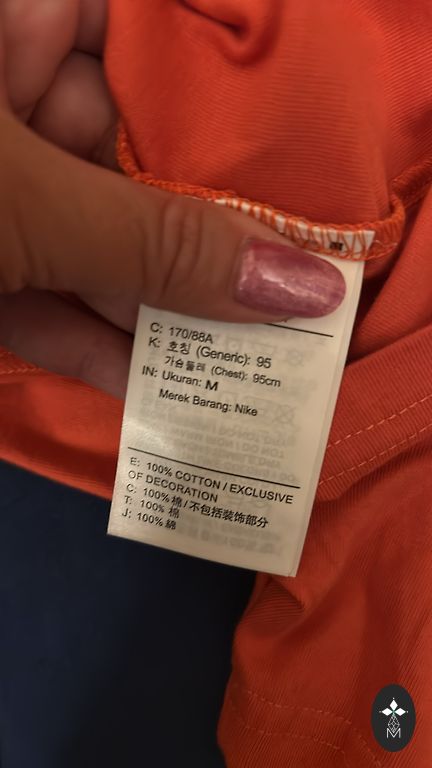 C: 170/88A
K: 호칭 (Generic): 95
가슴둘레 (Chest): 95cm
IN: Ukuran: M
Merek Barang: Nike
E: 100% COTTON / EXCLUSIVE
OF DECORATION
C: 100% 棉 / 不包括装饰部分
T: 100% 棉
J: 100% 綿
M